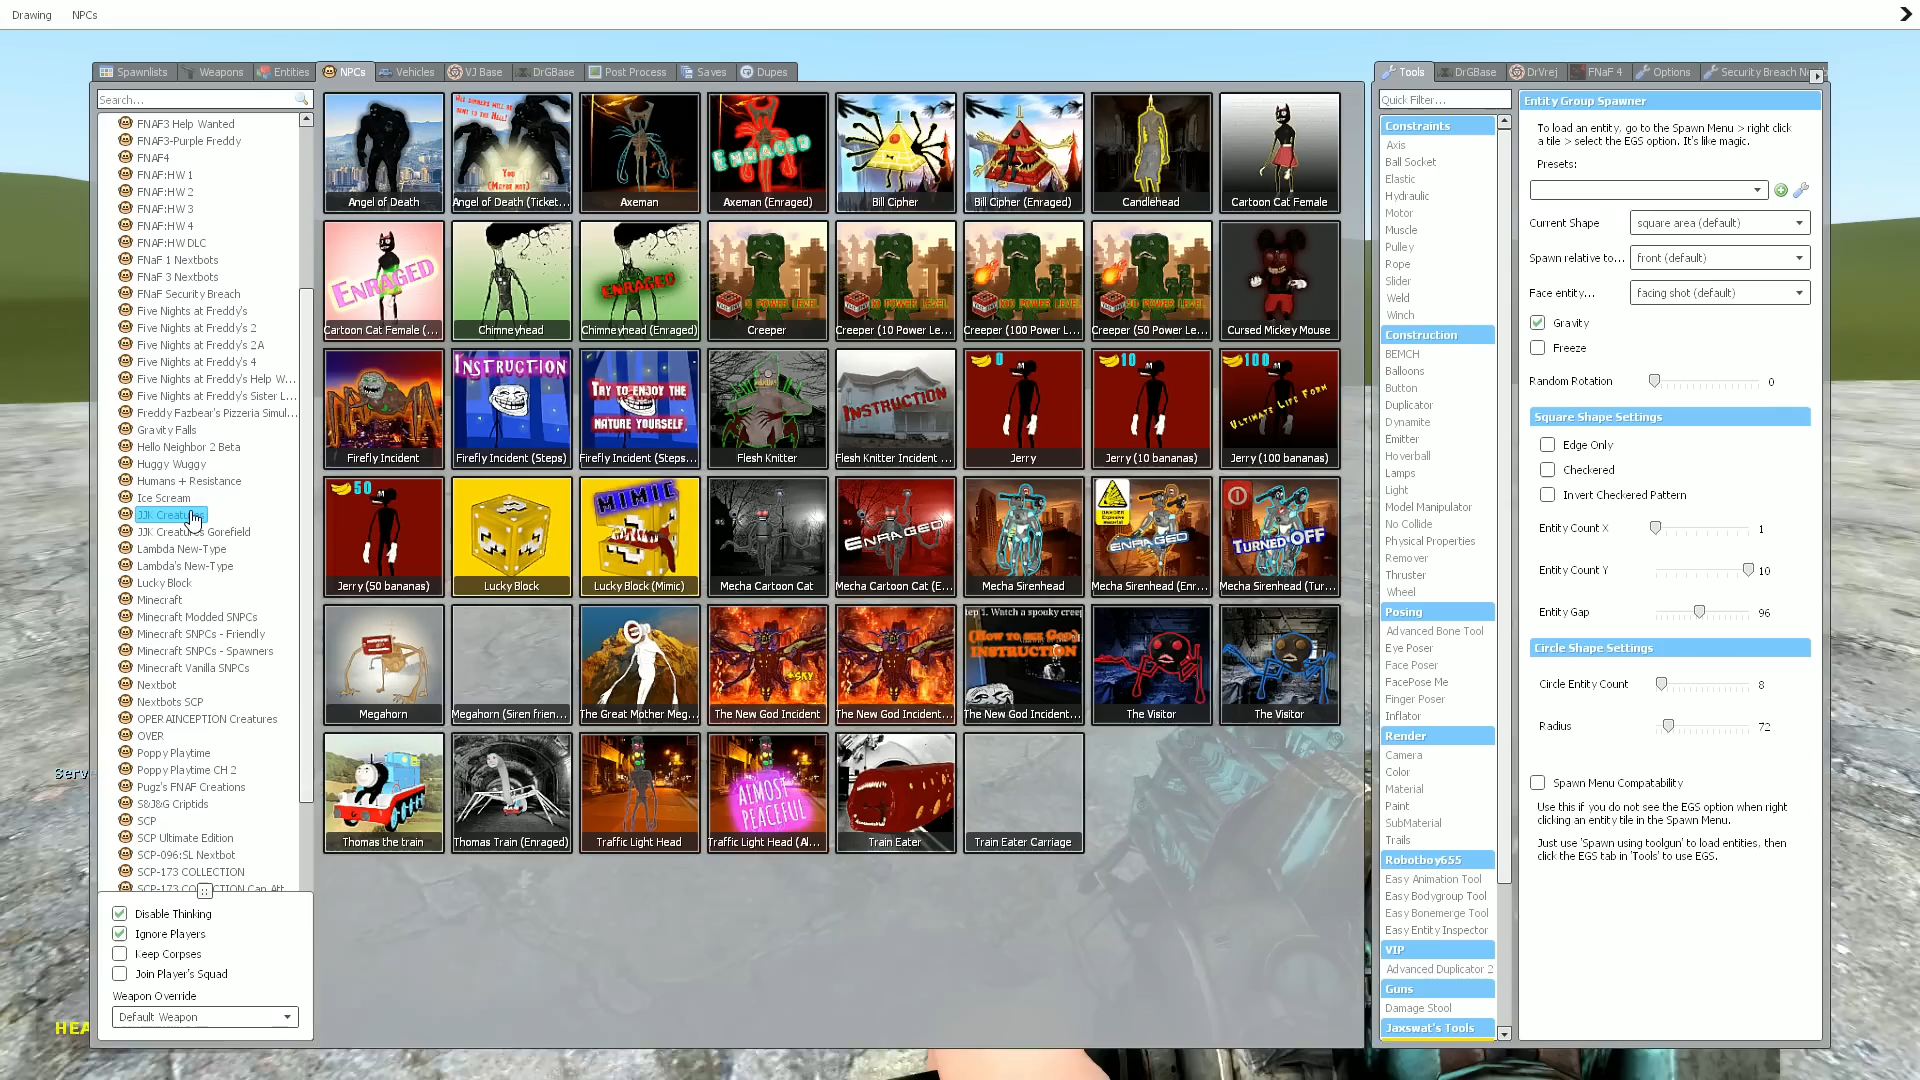 Drawing NPCs
Spawnlists Weapons Entities NPCs Vehicles VJ Base DrGBase Post Process Saves Dupes
Search...
FNAF3 Help Wanted
FNAF3-Purple Freddy
FNAF4
FNAF:HW 1
FNAF:HW 2
FNAF:HW 3
FNAF:HW 4
FNAF:HW DLC
FNaF 1 Nextbots
FNaF 3 Nextbots
FNaF Security Breach
Five Nights at Freddy's
Five Nights at Freddy's 2
Five Nights at Freddy's 2A
Five Nights at Freddy's 4
Five Nights at Freddy's Help W...
Five Nights at Freddy's Sister L...
Freddy Fazbear's Pizzeria Simul...
Gravity Falls
Hello Neighbor 2 Beta
Huggy Wuggy
Humans + Resistance
Ice Scream
JJK Creatures
JJK Creatures Gorefield
Lambda New-Type
Lambda's New-Type
Lucky Block
Minecraft
Minecraft Modded SNPCs
Minecraft SNPCs - Friendly
Minecraft SNPCs - Spawners
Minecraft Vanilla SNPCs
Nextbot
Nextbots SCP
OPERAINCEPTION Creatures
OVER
Poppy Playtime
Poppy Playtime CH 2
Pugz's FNAF Creations
S&J&G Criptids
SCP
SCP Ultimate Edition
SCP-096:SL Nextbot
SCP-173 COLLECTION
Disable Thinking
Ignore Players
Keep Corpses
Join Player's Squad
Weapon Override
Default Weapon
Serv
HEA
Angel of Death
Angel of Death (Ticket...
Axeman
ENRAGED
Axeman (Enraged)
Bill Cipher
Bill Cipher (Enraged)
Candlehead
Cartoon Cat Female
ENRAGED
Cartoon Cat Female (...
Chimneyhead
ENRAGED
Chimneyhead (Enraged)
Creeper
Creeper (10 Power Le...
Creeper (100 Power L...
Creeper (50 Power Le...
Cursed Mickey Mouse
Firefly Incident
INSTRUCTION
Firefly Incident (Steps)
TRY TO ENJOY THE
NATURE YOURSELF
Firefly Incident (Steps...
Flesh Knitter
INSTRUCTION
Flesh Knitter Incident ...
0
Jerry
10
Jerry (10 bananas)
100
ULTIMATE LIFE FORM
Jerry (100 bananas)
50
Jerry (50 bananas)
Lucky Block
MIMIC
Lucky Block (Mimic)
Mecha Cartoon Cat
ENRAGED
Mecha Cartoon Cat (E...
Mecha Sirenhead
ENRAGED
Mecha Sirenhead (Enr...
TURNED OFF
Mecha Sirenhead (Tur...
Megahorn
Megahorn (Siren frien...
The Great Mother Meg...
The New God Incident
+SKY
The New God Incident...
tep 1. Watch a spooky creep
(How to see God)
INSTRUCTION
The New God Incident...
The Visitor
The Visitor
Thomas the train
Thomas Train (Enraged)
Traffic Light Head
ALMOST
PEACEFUL
Traffic Light Head (Al...
Train Eater
Train Eater Carriage
Tools DrGBase DrVrej FNaF 4 Options Security Breach
Quick Filter...
Constraints
Axis
Ball Socket
Elastic
Hydraulic
Motor
Muscle
Pulley
Rope
Slider
Weld
Winch
Construction
BEMCH
Balloons
Button
Duplicator
Dynamite
Emitter
Hoverball
Lamps
Light
Model Manipulator
No Collide
Physical Properties
Remover
Thruster
Wheel
Posing
Advanced Bone Tool
Eye Poser
Face Poser
FacePose Me
Finger Poser
Inflator
Render
Camera
Color
Material
Paint
SubMaterial
Trails
Robotboy655
Easy Animation Tool
Easy Bodygroup Tool
Easy Bonemerge Tool
Easy Entity Inspector
VIP
Advanced Duplicator 2
Guns
Damage Stool
Jaxswat's Tools
Entity Group Spawner
To load an entity, go to the Spawn Menu > right click
a tile > select the EGS option. It's like magic.
Presets:
Current Shape square area (default)
Spawn relative to... front (default)
Face entity... facing shot (default)
Gravity
Freeze
Random Rotation 0
Square Shape Settings
Edge Only
Checkered
Invert Checkered Pattern
Entity Count X 1
Entity Count Y 10
Entity Gap 96
Circle Shape Settings
Circle Entity Count 8
Radius 72
Spawn Menu Compatability
Use this if you do not see the EGS option when right
clicking an entity tile in the Spawn Menu.
Just use 'Spawn using toolgun' to load entities, then
click the EGS tab in 'Tools' to use EGS.